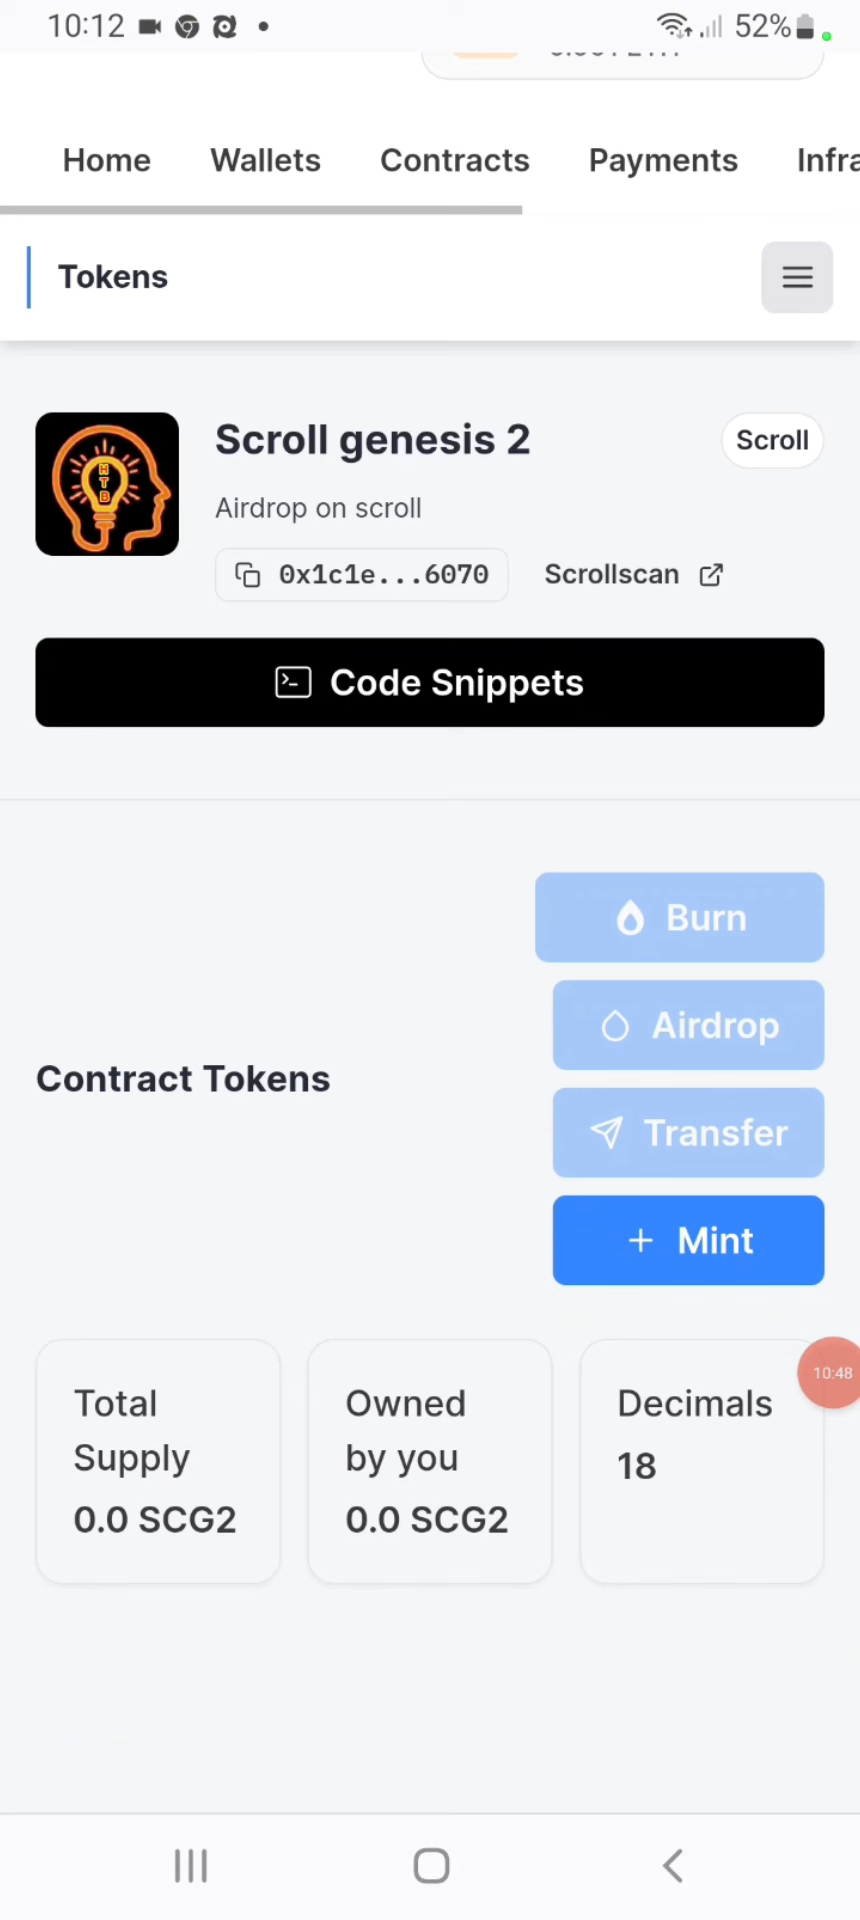 10:12
52%
Home Wallets Contracts Payments Infra
Tokens
HTB
Scroll genesis 2
Scroll
Airdrop on scroll
0x1c1e...6070
Scrollscan
Code Snippets
Burn
Airdrop
Contract Tokens
Transfer
+ Mint
Total
Supply
0.0 SCG2
Owned
by you
0.0 SCG2
Decimals
18
10:48